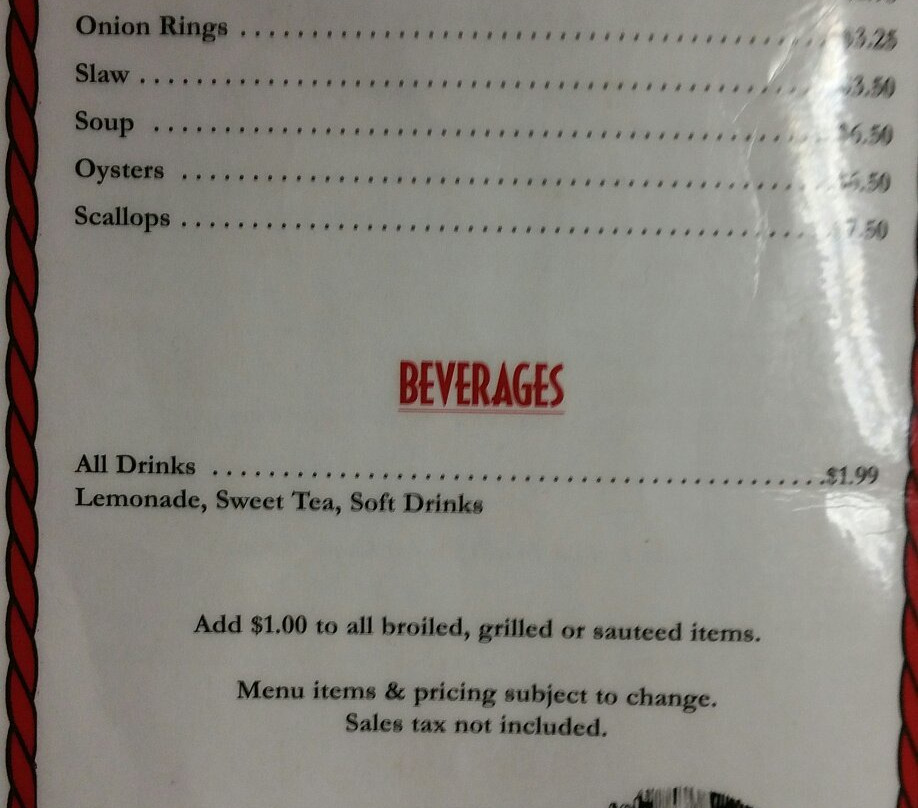 Onion Rings ........................................ $3.25
Slaw ........................................ $3.50
Soup ........................................
Oysters ........................................
Scallops ........................................ $7.50
BEVERAGES
All Drinks ........................................ $1.99
Lemonade, Sweet Tea, Soft Drinks
Add $1.00 to all broiled, grilled or sauteed items.
Menu items & pricing subject to change.
Sales tax not included.